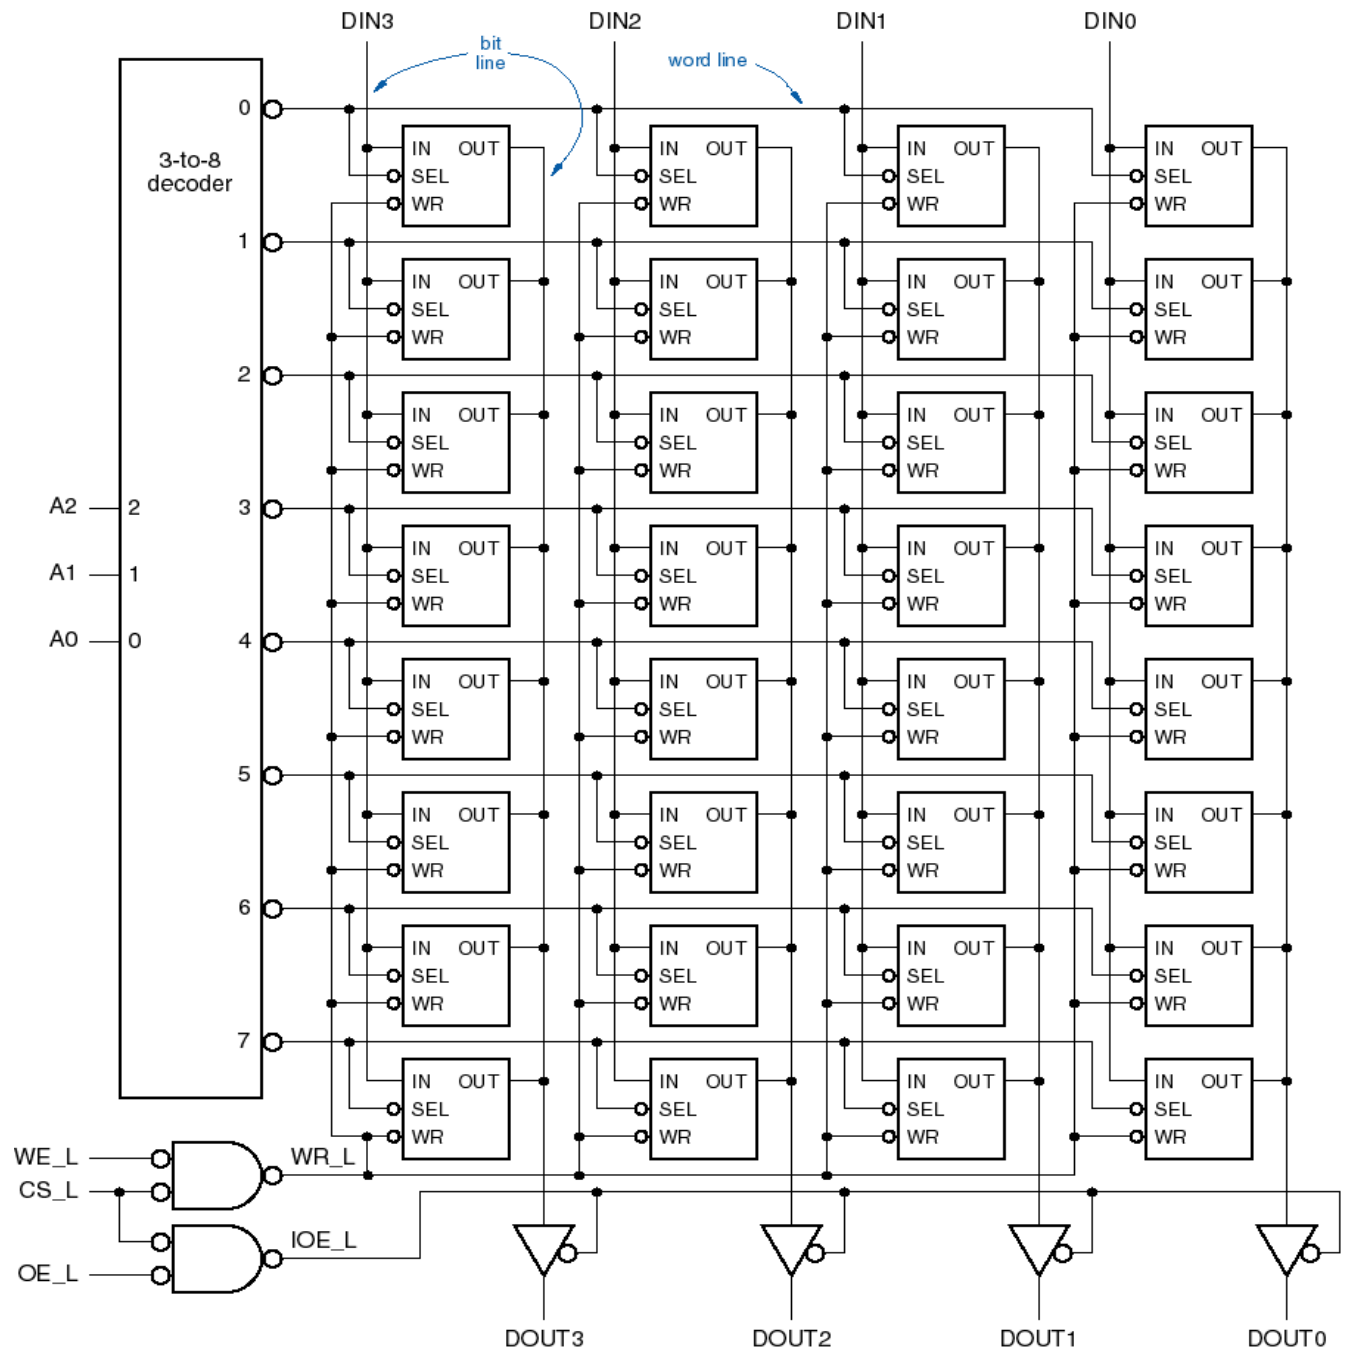 DIN3 DIN2 DIN1 DIN0
bit
line
word line
3-to-8
decoder
0
IN OUT IN OUT IN OUT IN OUT
SEL SEL SEL SEL
WR WR WR WR
1
IN OUT IN OUT IN OUT IN OUT
SEL SEL SEL SEL
WR WR WR WR
2
IN OUT IN OUT IN OUT IN OUT
SEL SEL SEL SEL
WR WR WR WR
A2 2 3
IN OUT IN OUT IN OUT IN OUT
A1 1 SEL SEL SEL SEL
WR WR WR WR
A0 0 4
IN OUT IN OUT IN OUT IN OUT
SEL SEL SEL SEL
WR WR WR WR
5
IN OUT IN OUT IN OUT IN OUT
SEL SEL SEL SEL
WR WR WR WR
6
IN OUT IN OUT IN OUT IN OUT
SEL SEL SEL SEL
WR WR WR WR
7
IN OUT IN OUT IN OUT IN OUT
SEL SEL SEL SEL
WR WR WR WR
WE_L WR_L
CS_L
IOE_L
OE_L
DOUT3 DOUT2 DOUT1 DOUT0